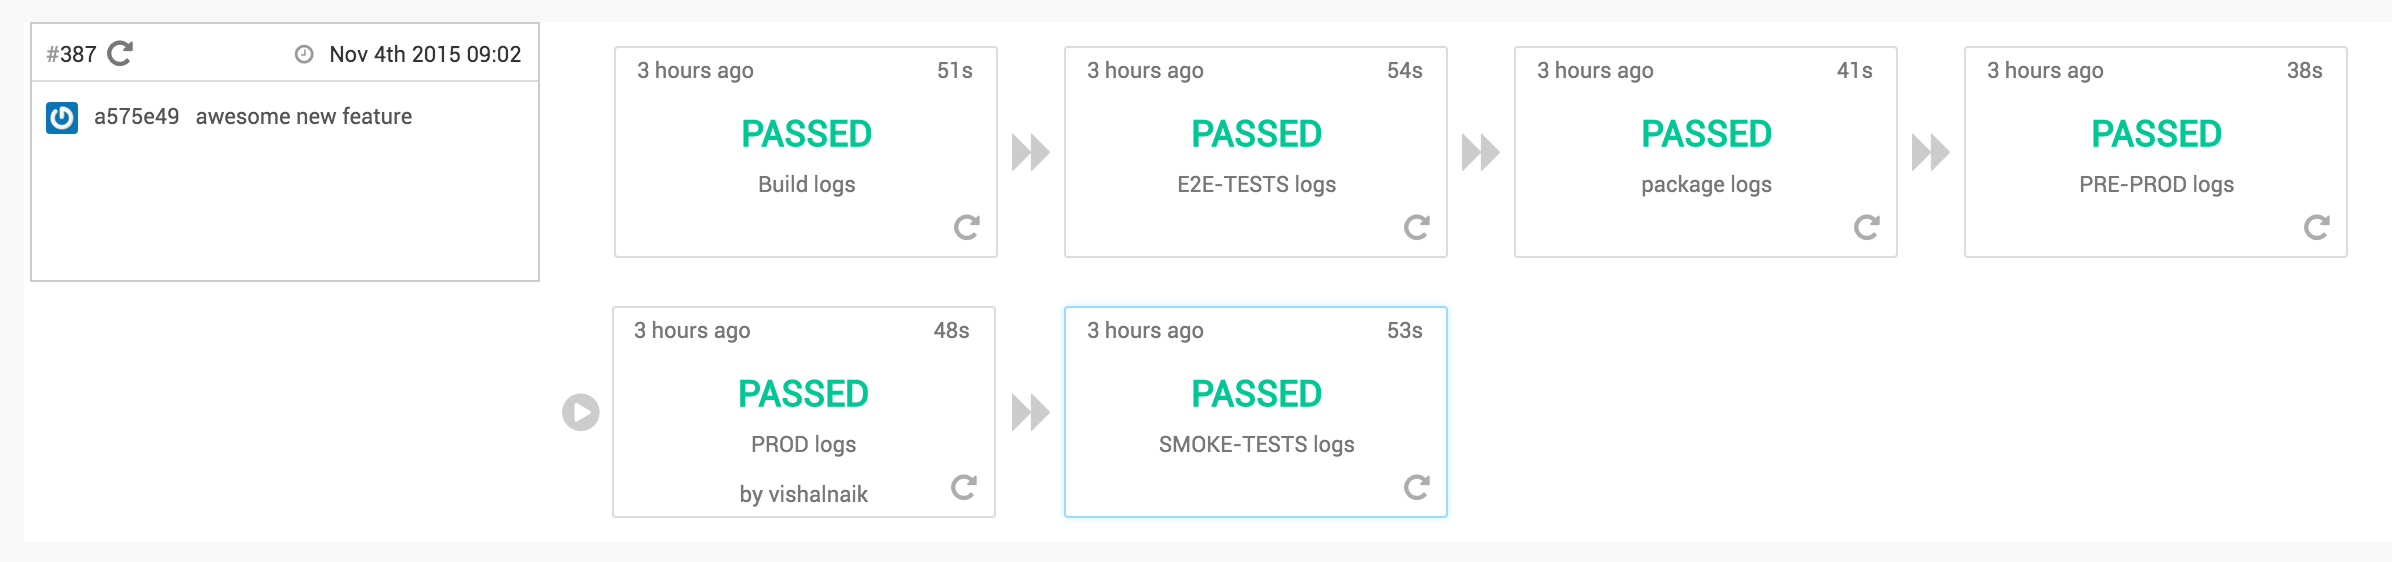 #387 Nov 4th 2015 09:02
a575e49 awesome new feature
3 hours ago 51s
PASSED
Build logs
3 hours ago 54s
PASSED
E2E-TESTS logs
3 hours ago 41s
PASSED
package logs
3 hours ago 38s
PASSED
PRE-PROD logs
3 hours ago 48s
PASSED
PROD logs
by vishalnaik
3 hours ago 53s
PASSED
SMOKE-TESTS logs